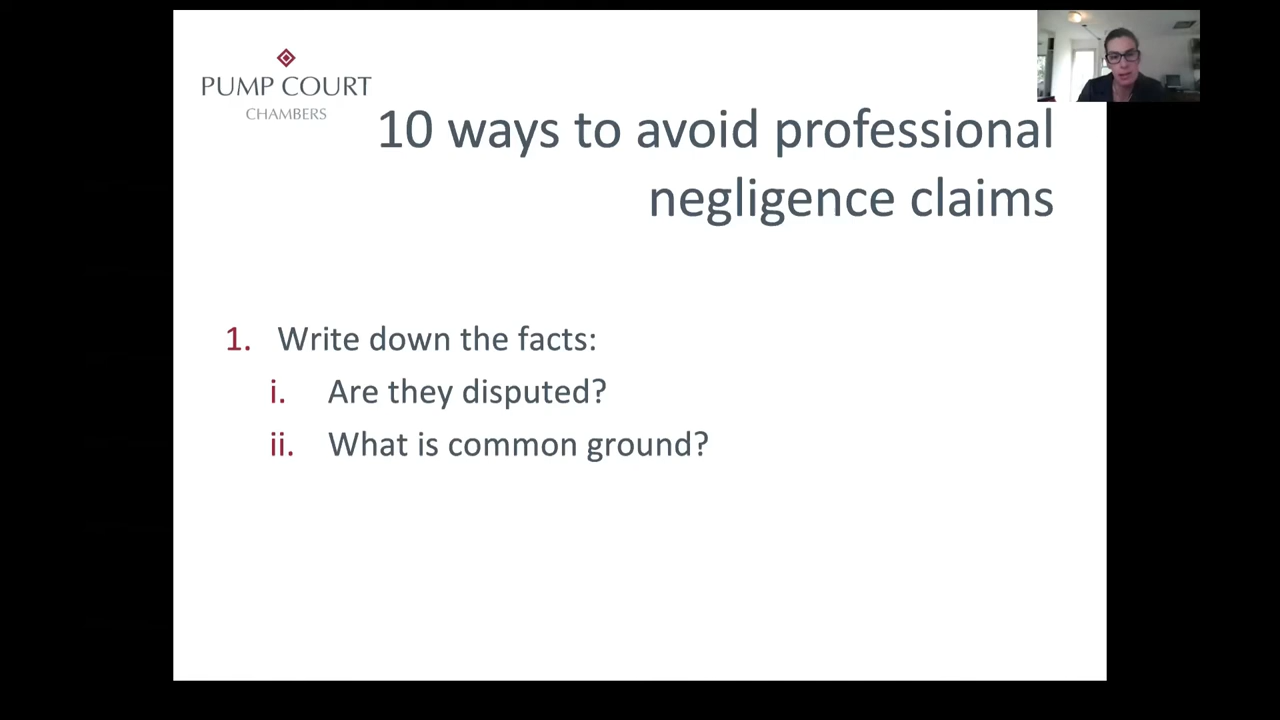 PUMP COURT
CHAMBERS
10 ways to avoid professional
negligence claims
1. Write down the facts:
i. Are they disputed?
ii. What is common ground?